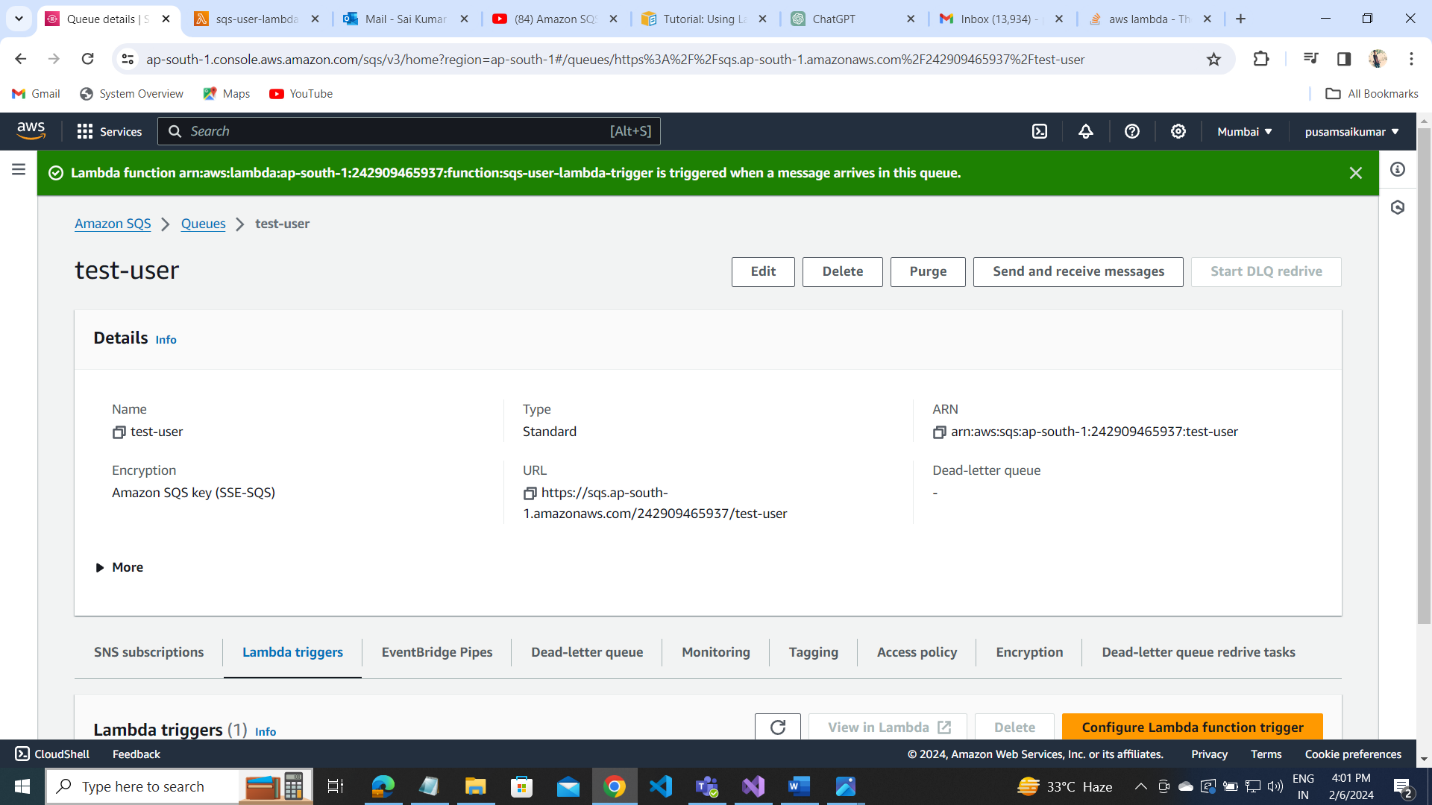 Queue details | S
sqs-user-lambda
Mail - Sai Kumar
(84) Amazon SQS
Tutorial: Using La
ChatGPT
Inbox (13,934) -
aws lambda - Th
ap-south-1.console.aws.amazon.com/sqs/v3/home?region=ap-south-1#/queues/https%3A%2F%2Fsqs.ap-south-1.amazonaws.com%2F242909465937%2Ftest-user
Gmail System Overview Maps YouTube All Bookmarks
aws Services Search [Alt+S] Mumbai pusamsaikumar
Lambda function arn:aws:lambda:ap-south-1:242909465937:function:sqs-user-lambda-trigger is triggered when a message arrives in this queue.
Amazon SQS Queues test-user
test-user
Edit Delete Purge Send and receive messages Start DLQ redrive
Details Info
Name
test-user
Type
Standard
ARN
arn:aws:sqs:ap-south-1:242909465937:test-user
Encryption
Amazon SQS key (SSE-SQS)
URL
https://sqs.ap-south-
1.amazonaws.com/242909465937/test-user
Dead-letter queue
-
More
SNS subscriptions Lambda triggers EventBridge Pipes Dead-letter queue Monitoring Tagging Access policy Encryption Dead-letter queue redrive tasks
Lambda triggers (1) Info
View in Lambda Delete Configure Lambda function trigger
CloudShell Feedback © 2024, Amazon Web Services, Inc. or its affiliates. Privacy Terms Cookie preferences
Type here to search
33°C Haze
ENG
IN
4:01 PM
2/6/2024
2